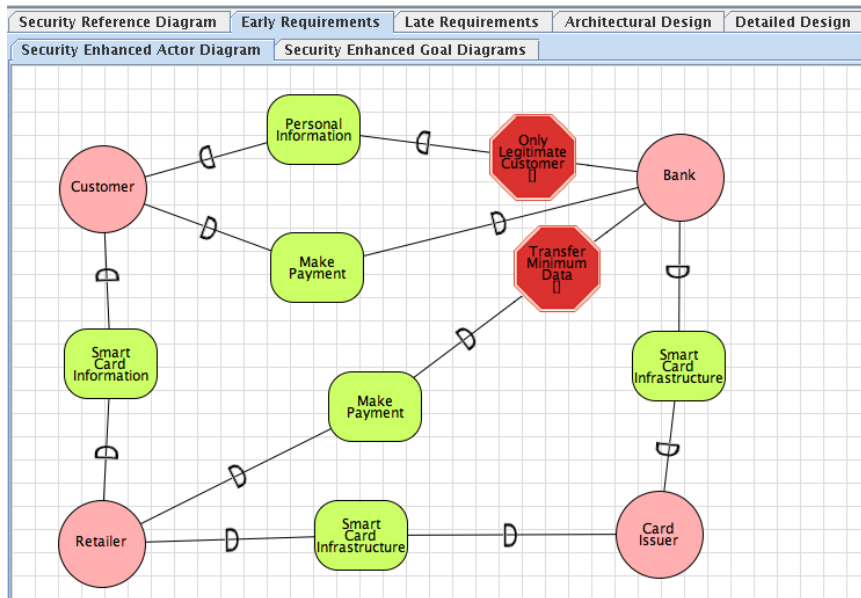 Security Reference Diagram Early Requirements Late Requirements Architectural Design Detailed Design
Security Enhanced Actor Diagram Security Enhanced Goal Diagrams
Personal
Information
Only
Legitimate
Customer
[]
Customer
Bank
Make
Payment
Transfer
Minimum
Data
[]
Smart
Card
Information
Smart
Card
Infrastructure
Make
Payment
Retailer
Smart
Card
Infrastructure
Card
Issuer